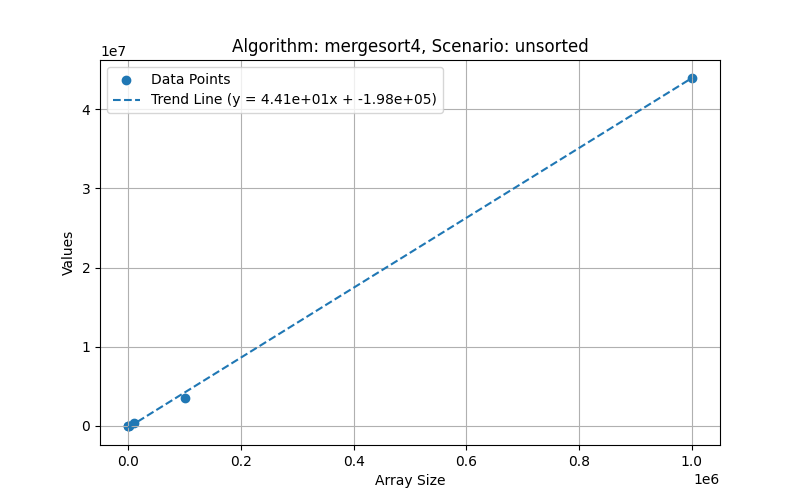 Algorithm: mergesort4, Scenario: unsorted
1e7
Data Points
Trend Line (y = 4.41e+01x + -1.98e+05)
4
3
2
1
0
Values
0.0 0.2 0.4 0.6 0.8 1.0
1e6
Array Size